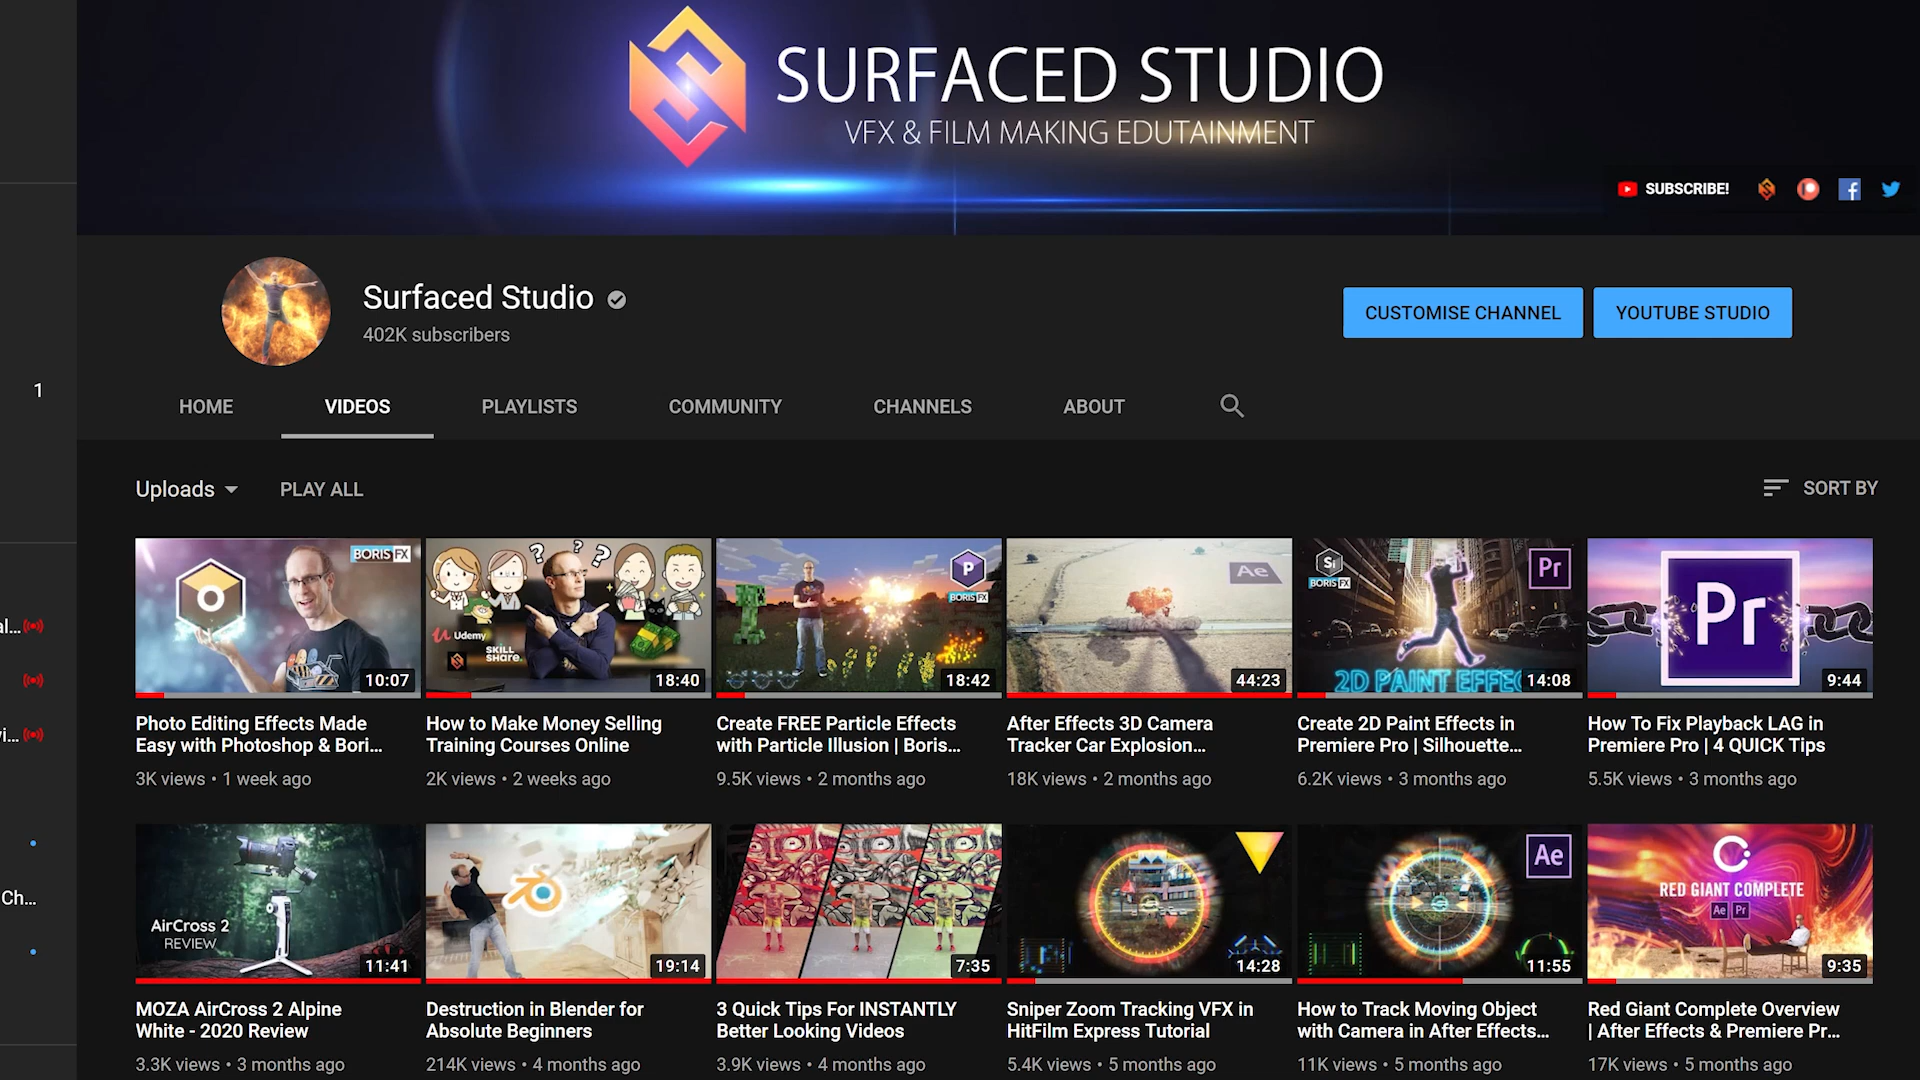 SURFACED STUDIO
VFX & FILM MAKING EDUTAINMENT
SUBSCRIBE!
Surfaced Studio
402K subscribers
CUSTOMISE CHANNEL
YOUTUBE STUDIO
1
HOME
VIDEOS
PLAYLISTS
COMMUNITY
CHANNELS
ABOUT
Uploads
PLAY ALL
SORT BY
BORIS FX
10:07
Photo Editing Effects Made
Easy with Photoshop & Bori...
3K views • 1 week ago
? ? ?
Udemy
SKILL
SHARE.
18:40
How to Make Money Selling
Training Courses Online
2K views • 2 weeks ago
P
BORIS FX
18:42
Create FREE Particle Effects
with Particle Illusion | Boris...
9.5K views • 2 months ago
Ae
44:23
After Effects 3D Camera
Tracker Car Explosion...
18K views • 2 months ago
Si
BORIS FX
Pr
2D PAINT EFFEC
14:08
Create 2D Paint Effects in
Premiere Pro | Silhouette...
6.2K views • 3 months ago
Pr
9:44
How To Fix Playback LAG in
Premiere Pro | 4 QUICK Tips
5.5K views • 3 months ago
al...
vi...
Ch...
AirCross 2
REVIEW
11:41
MOZA AirCross 2 Alpine
White - 2020 Review
3.3K views • 3 months ago
19:14
Destruction in Blender for
Absolute Beginners
214K views • 4 months ago
7:35
3 Quick Tips For INSTANTLY
Better Looking Videos
3.9K views • 4 months ago
14:28
Sniper Zoom Tracking VFX in
HitFilm Express Tutorial
5.4K views • 5 months ago
Ae
11:55
How to Track Moving Object
with Camera in After Effects...
11K views • 5 months ago
RED GIANT COMPLETE
Ae Pr
9:35
Red Giant Complete Overview
| After Effects & Premiere Pr...
17K views • 5 months ago